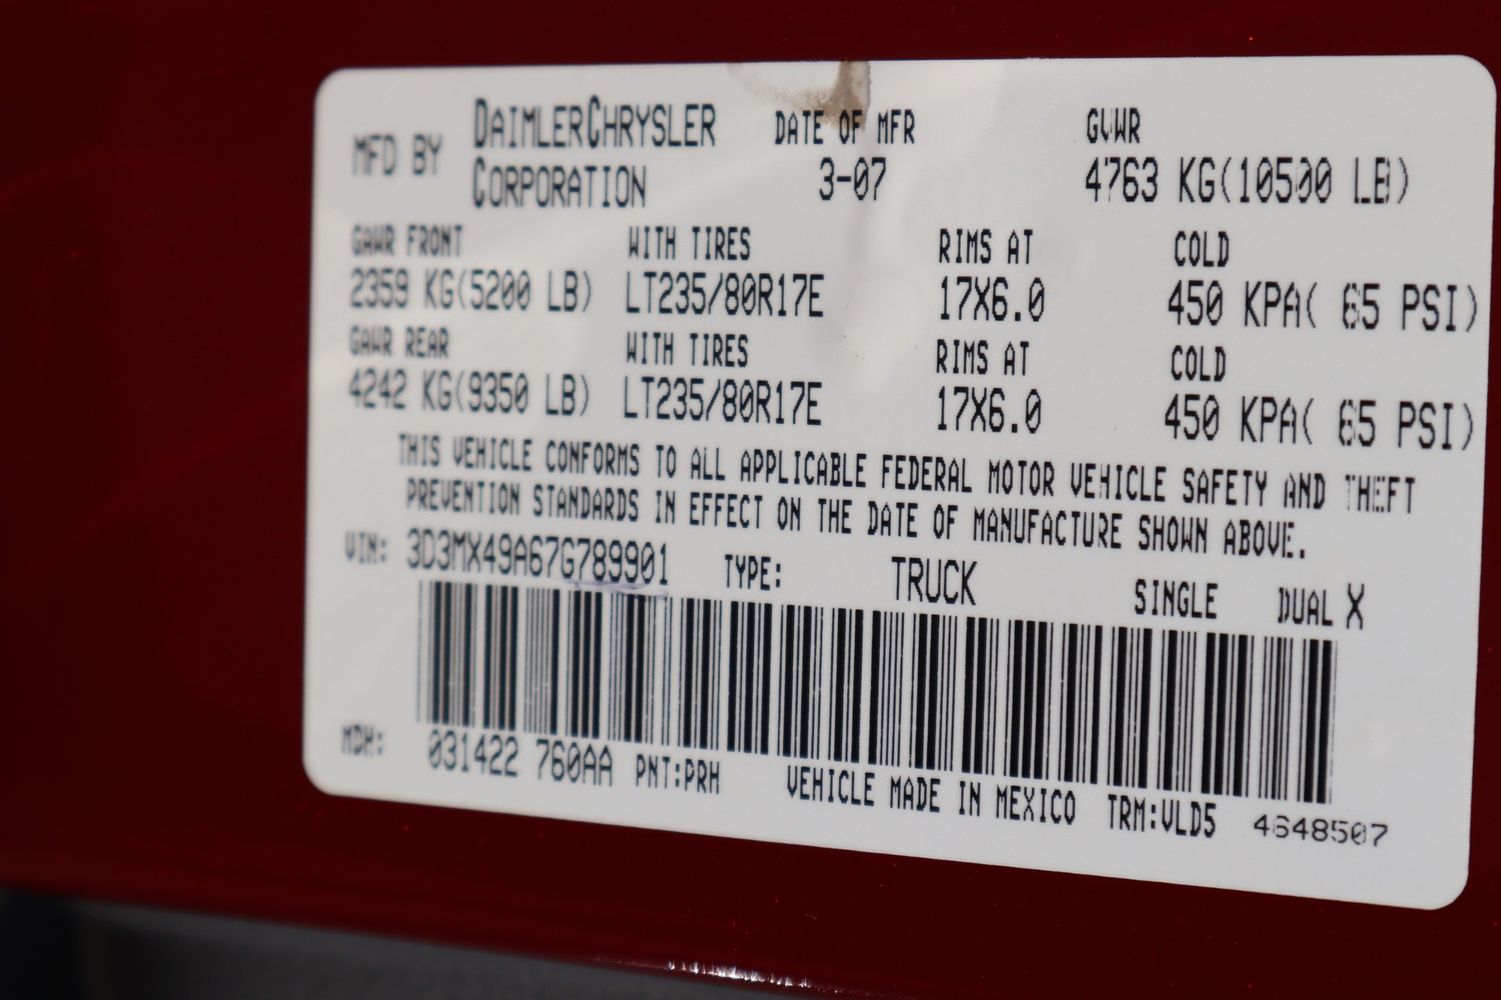 MFD BY DAIMLERCHRYSLER CORPORATION DATE OF MFR 3-07 GVWR 4763 KG(10500 LB)
GAWR FRONT WITH TIRES RIMS AT COLD
2359 KG(5200 LB) LT235/80R17E 17X6.0 450 KPA( 65 PSI)
GAWR REAR WITH TIRES RIMS AT COLD
4242 KG(9350 LB) LT235/80R17E 17X6.0 450 KPA( 65 PSI)
THIS VEHICLE CONFORMS TO ALL APPLICABLE FEDERAL MOTOR VEHICLE SAFETY AND THEFT
PREVENTION STANDARDS IN EFFECT ON THE DATE OF MANUFACTURE SHOWN ABOVE.
VIN: 3D3MX49A67G789901 TYPE: TRUCK SINGLE DUAL X
MDH: 031422 760AA PNT:PRH VEHICLE MADE IN MEXICO TRM:VLD5 4648507